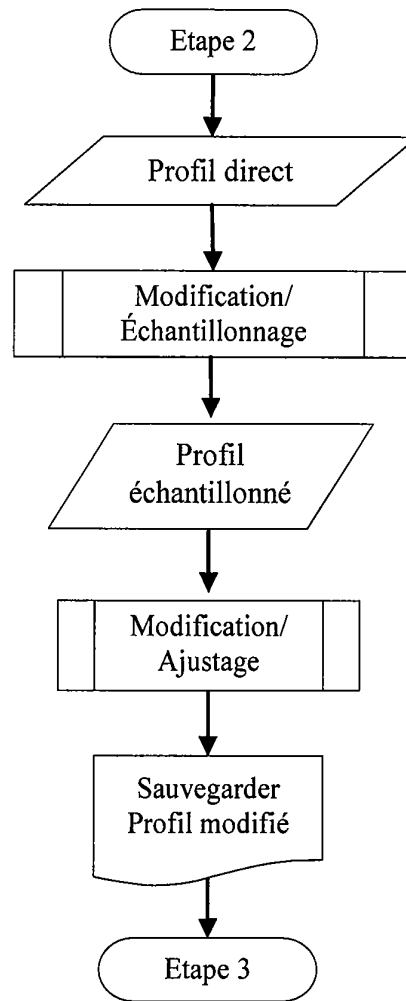 Etape 2
Profil direct
Modification/
Échantillonnage
Profil
échantillonné
Modification/
Ajustage
Sauvegarder
Profil modifié
Etape 3